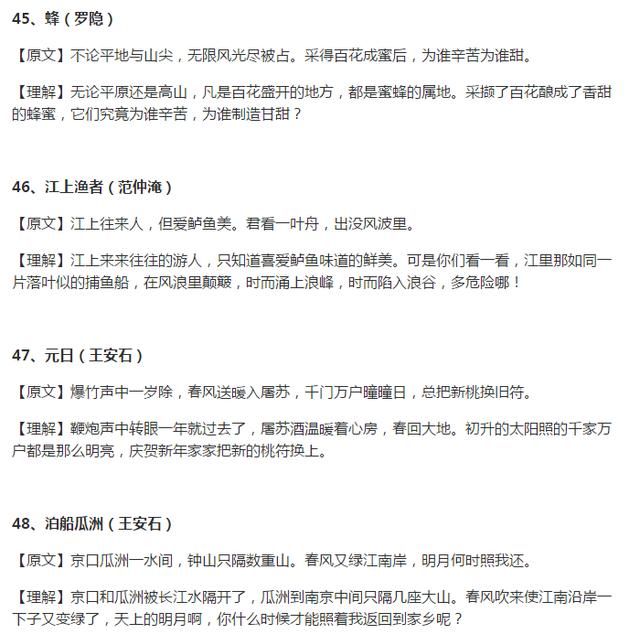 45、蜂（罗隐）
【原文】不论平地与山尖，无限风光尽被占。采得百花成蜜后，为谁辛苦为谁甜。
【理解】无论平原还是高山，凡是百花盛开的地方，都是蜜蜂的属地。采撷了百花酿成了香甜
的蜂蜜，它们究竟为谁辛苦，为谁制造甘甜？
46、江上渔者（范仲淹）
【原文】江上往来人，但爱鲈鱼美。君看一叶舟，出没风波里。
【理解】江上来来往往的游人，只知道喜爱鲈鱼味道的鲜美。可是你们看一看，江里那如同一
片落叶似的捕鱼船，在风浪里颠簸，时而涌上浪峰，时而陷入浪谷，多危险哪！
47、元日（王安石）
【原文】爆竹声中一岁除，春风送暖入屠苏，千门万户曈曈日，总把新桃换旧符。
【理解】鞭炮声中转眼一年就过去了，屠苏酒温暖着心房，春回大地。初升的太阳照的千家万
户都是那么明亮，庆贺新年家家把新的桃符换上。
48、泊船瓜洲（王安石）
【原文】京口瓜洲一水间，钟山只隔数重山。春风又绿江南岸，明月何时照我还。
【理解】京口和瓜洲被长江水隔开了，瓜洲到南京中间只隔几座大山。春风吹来使江南沿岸一
下子又变绿了，天上的明月啊，你什么时候才能照着我返回到家乡呢？